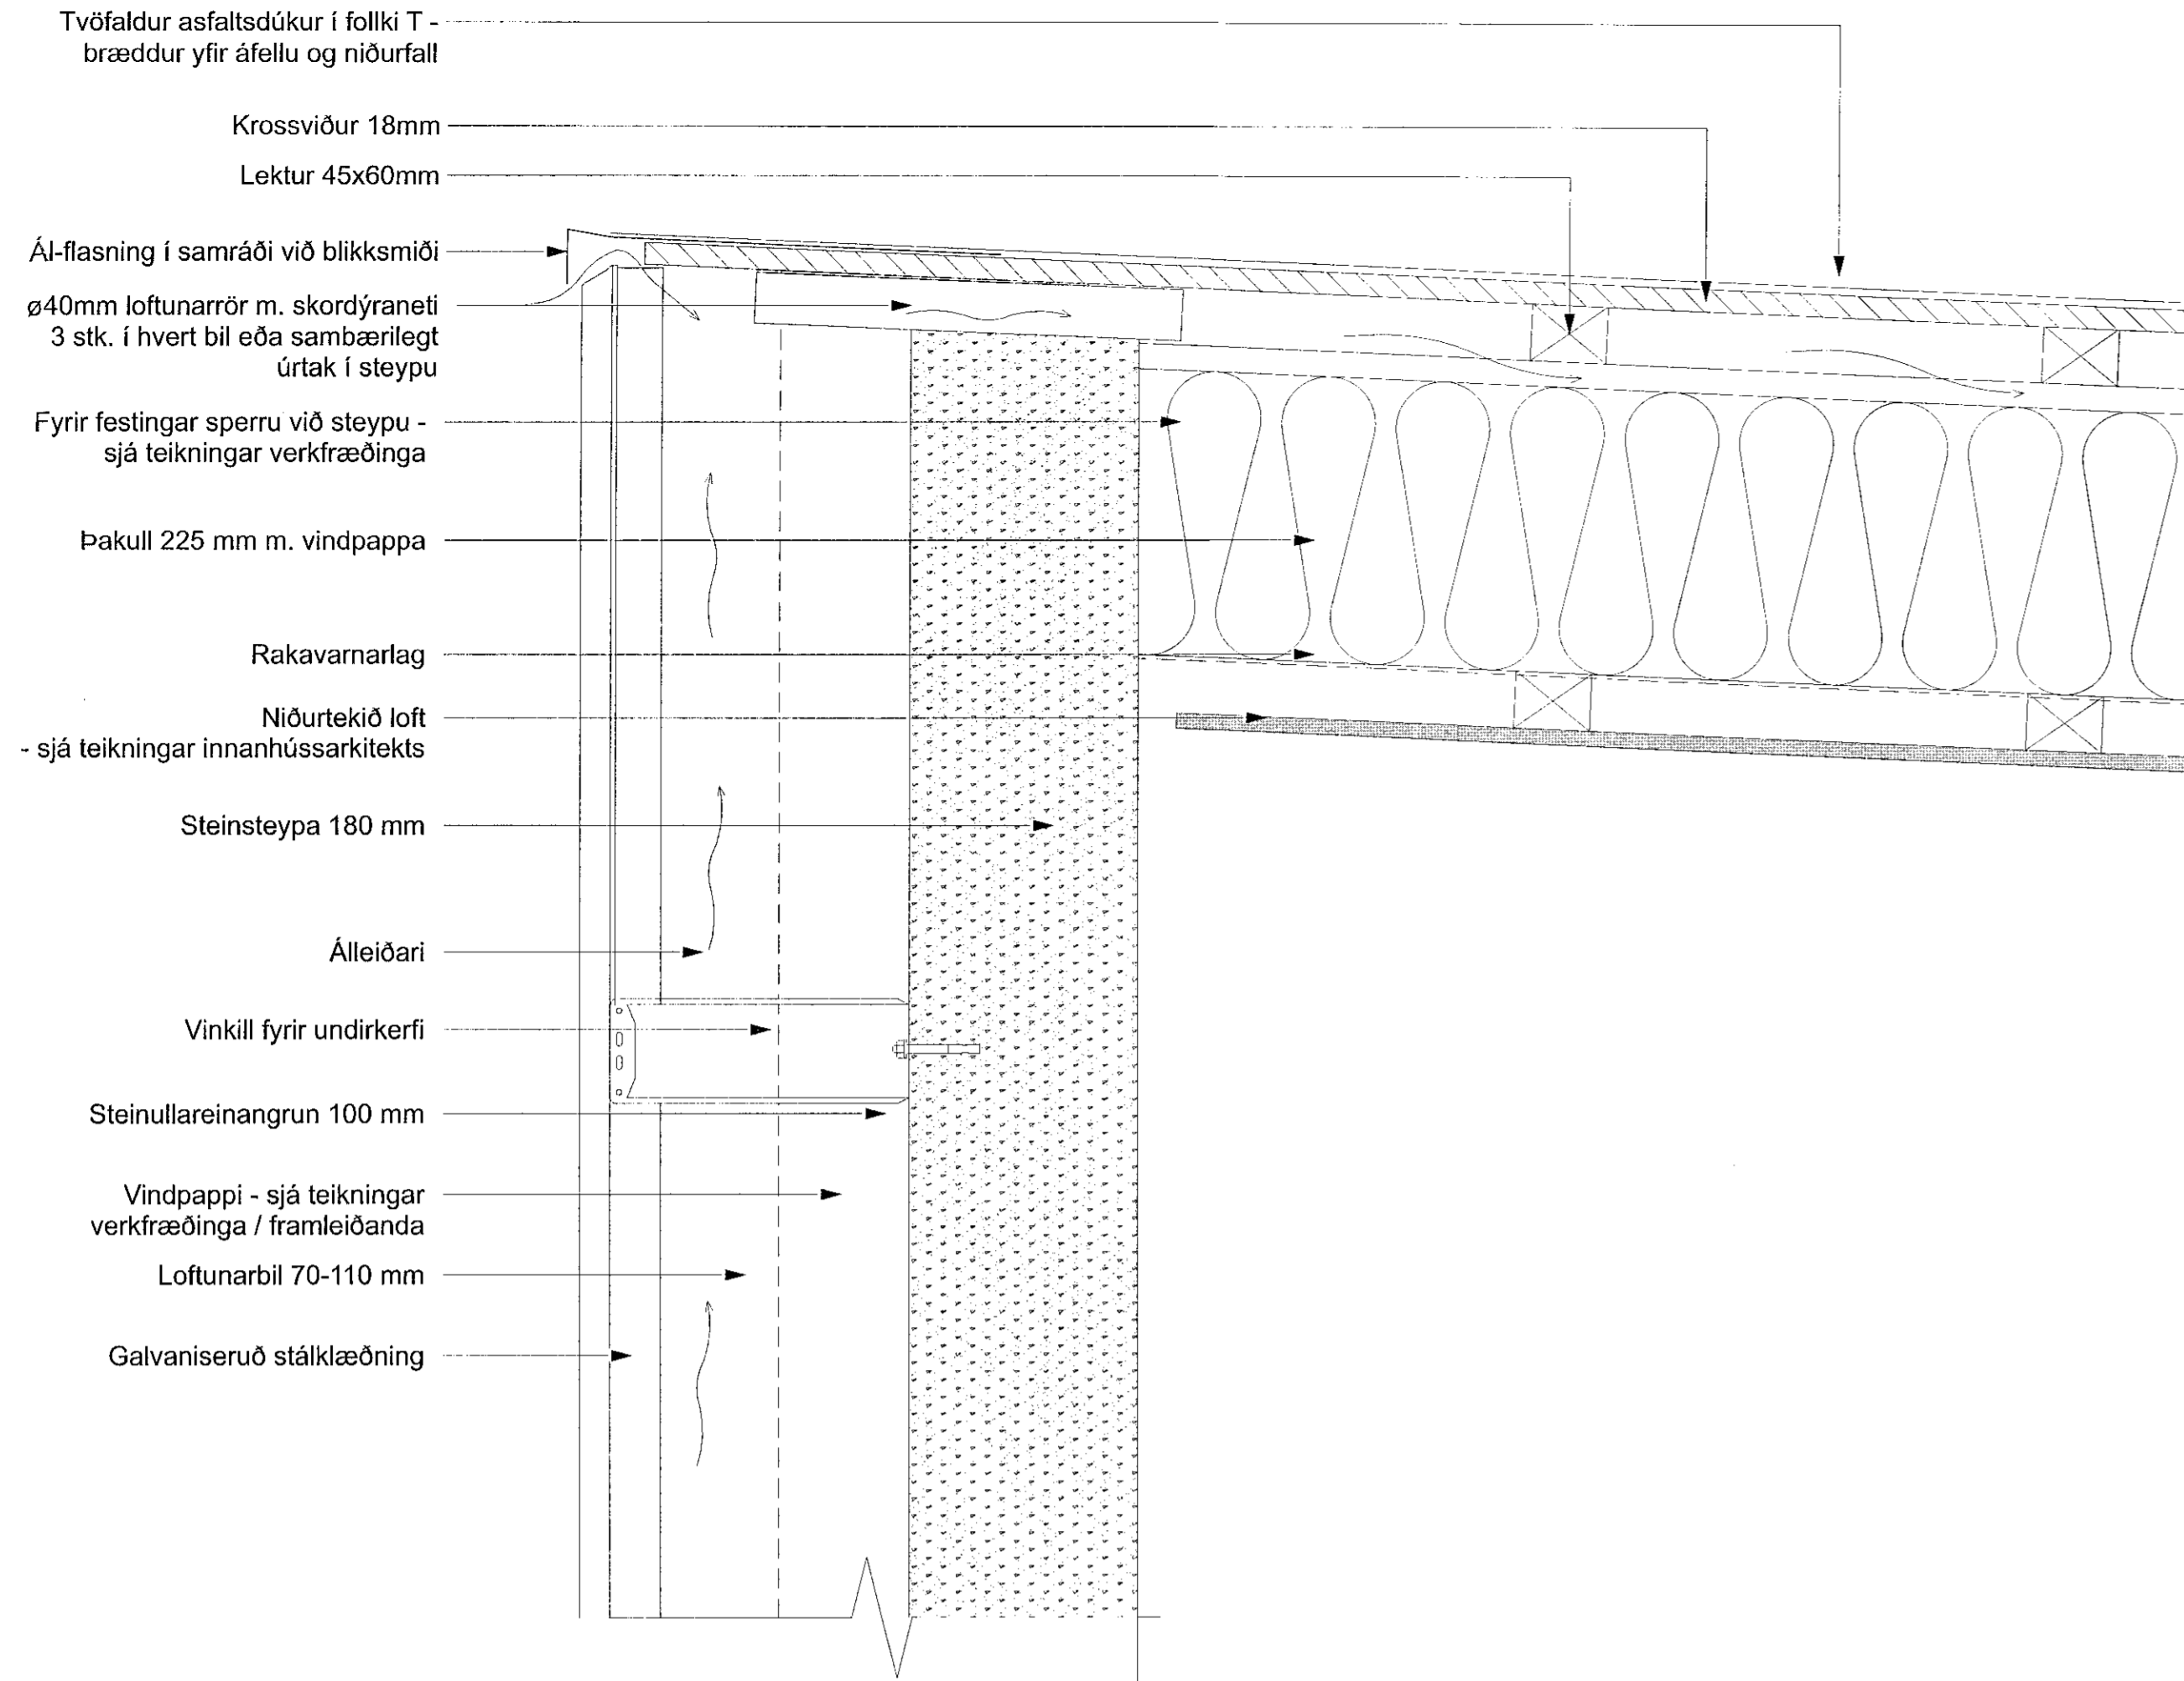 Tvöfaldur asfaltsdúkur í follki T -
bræddur yfir áfellu og niðurfall
Krossviður 18mm
Lektur 45x60mm
Ál-flasning í samráði við blikksmiði
ø40mm loftunarrör m. skordýraneti
3 stk. í hvert bil eða sambærilegt
úrtak í steypu
Fyrir festingar sperru við steypu -
sjá teikningar verkfræðinga
Þakull 225 mm m. vindpappa
Rakavarnarlag
Niðurtekið loft
- sjá teikningar innanhússarkitekts
Steinsteypa 180 mm
Álleiðari
Vinkill fyrir undirkerfi
Steinullareinangrun 100 mm
Vindpappi - sjá teikningar
verkfræðinga / framleiðanda
Loftunarbil 70-110 mm
Galvaniseruð stálklæðning